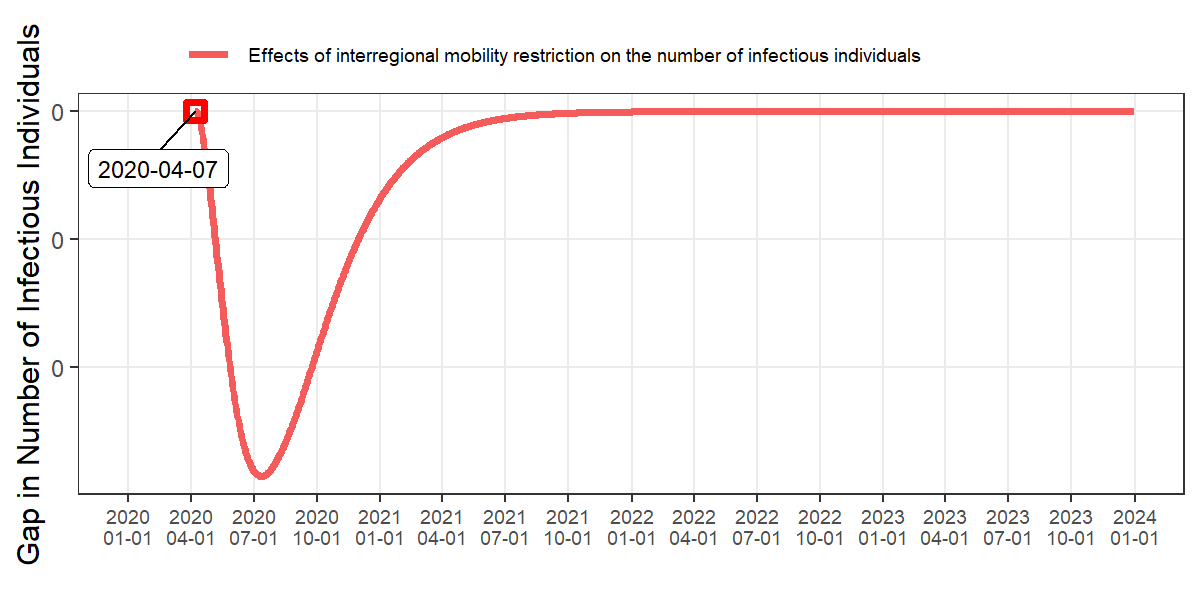 Effects of interregional mobility restriction on the number of infectious individuals
Gap in Number of Infectious Individuals
0
2020-04-07
0
0
2020 2020 2020 2020 2021 2021 2021 2021 2022 2022 2022 2022 2023 2023 2023 2023 2024
01-01 04-01 07-01 10-01 01-01 04-01 07-01 10-01 01-01 04-01 07-01 10-01 01-01 04-01 07-01 10-01 01-01